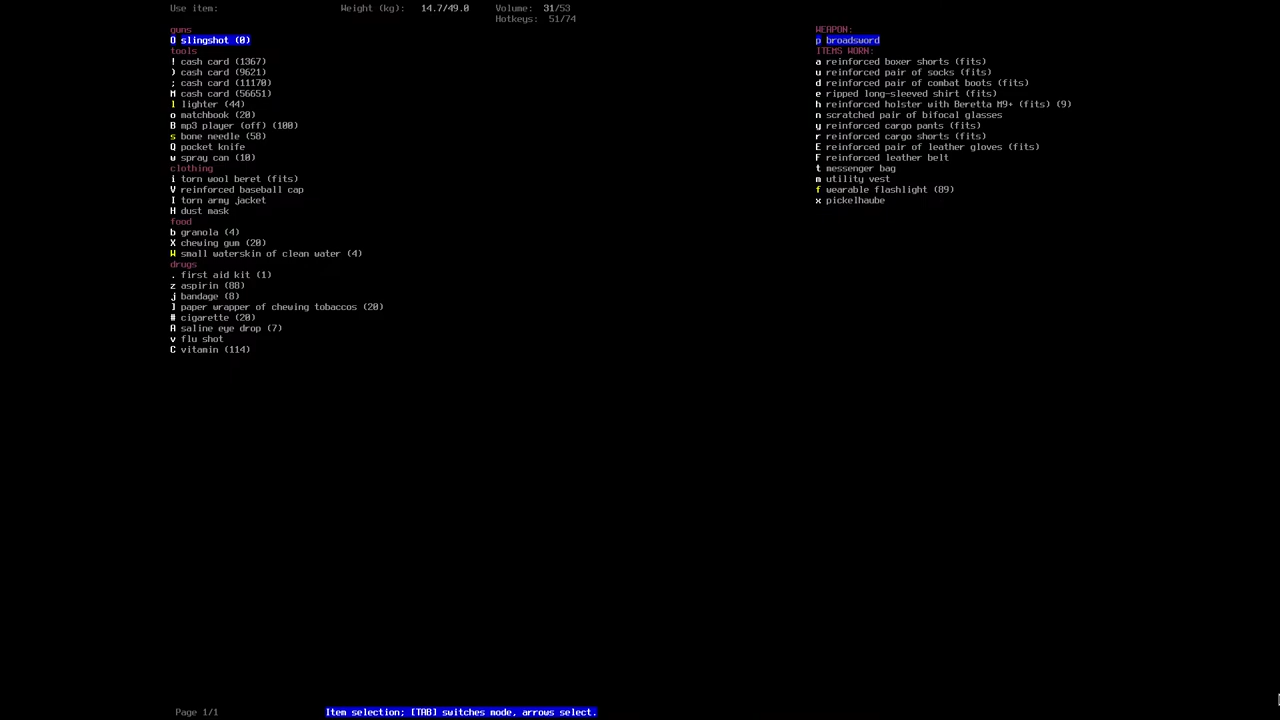 Use item: Weight (kg): 14.7/49.0 Volume: 31/53
Hotkeys: 51/74
guns
O slingshot (0)
tools
! cash card (1367)
) cash card (9621)
; cash card (11170)
M cash card (56651)
l lighter (44)
o matchbook (20)
B mp3 player (off) (100)
s bone needle (58)
Q pocket knife
w spray can (10)
clothing
i torn wool beret (fits)
V reinforced baseball cap
I torn army jacket
H dust mask
food
b granola (4)
X chewing gum (20)
W small waterskin of clean water (4)
drugs
. first aid kit (1)
z aspirin (88)
j bandage (8)
] paper wrapper of chewing tobaccos (20)
# cigarette (20)
A saline eye drop (7)
v flu shot
C vitamin (114)
WEAPON:
p broadsword
ITEMS WORN:
a reinforced boxer shorts (fits)
u reinforced pair of socks (fits)
d reinforced pair of combat boots (fits)
e ripped long-sleeved shirt (fits)
h reinforced holster with Beretta M9+ (fits) (9)
n scratched pair of bifocal glasses
y reinforced cargo pants (fits)
r reinforced cargo shorts (fits)
E reinforced pair of leather gloves (fits)
F reinforced leather belt
t messenger bag
m utility vest
f wearable flashlight (89)
x pickelhaube
Page 1/1 Item selection; [TAB] switches mode, arrows select.